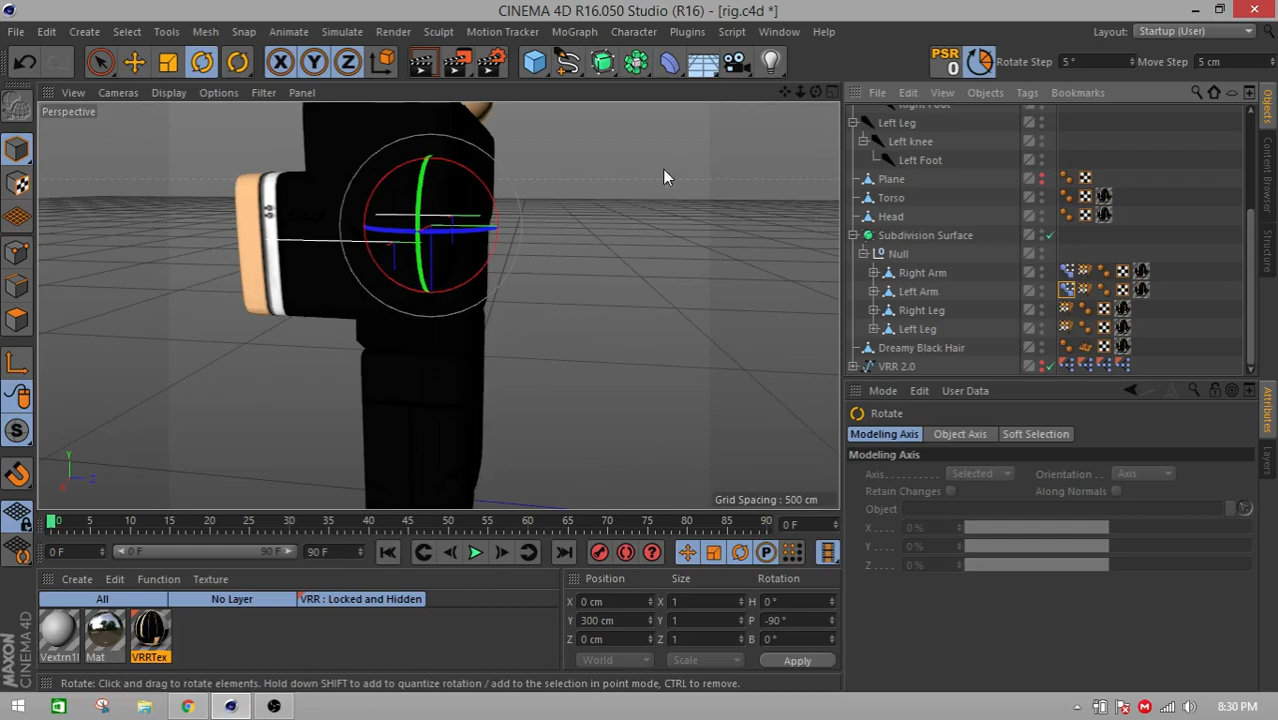 CINEMA 4D R16.050 Studio (R16) - [rig.c4d *]
File Edit Create Select Tools Mesh Snap Animate Simulate Render Sculpt Motion Tracker MoGraph Character Plugins Script Window Help Layout: Startup (User)
PSR 0 Rotate Step 5 ° Move Step 5 cm
View Cameras Display Options Filter Panel
File Edit View Objects Tags Bookmarks
Perspective
Left Leg
Left knee
Left Foot
Plane
Torso
Head
Subdivision Surface
Null
Right Arm
Left Arm
Right Leg
Left Leg
Dreamy Black Hair
VRR 2.0
Objects
Content Browser
Structure
Mode Edit User Data
Rotate
Modeling Axis Object Axis Soft Selection
Modeling Axis
Axis Selected Orientation Axis
Retain Changes Along Normals
Object
X 0 %
Y 0 %
Z 0 %
Attributes
Layers
Y
Z
X
Grid Spacing : 500 cm
0 5 10 15 20 25 30 35 40 45 50 55 60 65 70 75 80 85 90 0 F
0 F 0 F 90 F 90 F
Create Edit Function Texture
All No Layer VRR : Locked and Hidden
Mat VRRTex
Position Size Rotation
X 0 cm X 1 H 0 °
Y 300 cm Y 1 P -90 °
Z 0 cm Z 1 B 0 °
World Scale Apply
MAXON CINEMA 4D
Rotate: Click and drag to rotate elements. Hold down SHIFT to add to quantize rotation / add to the selection in point mode, CTRL to remove.
8:30 PM